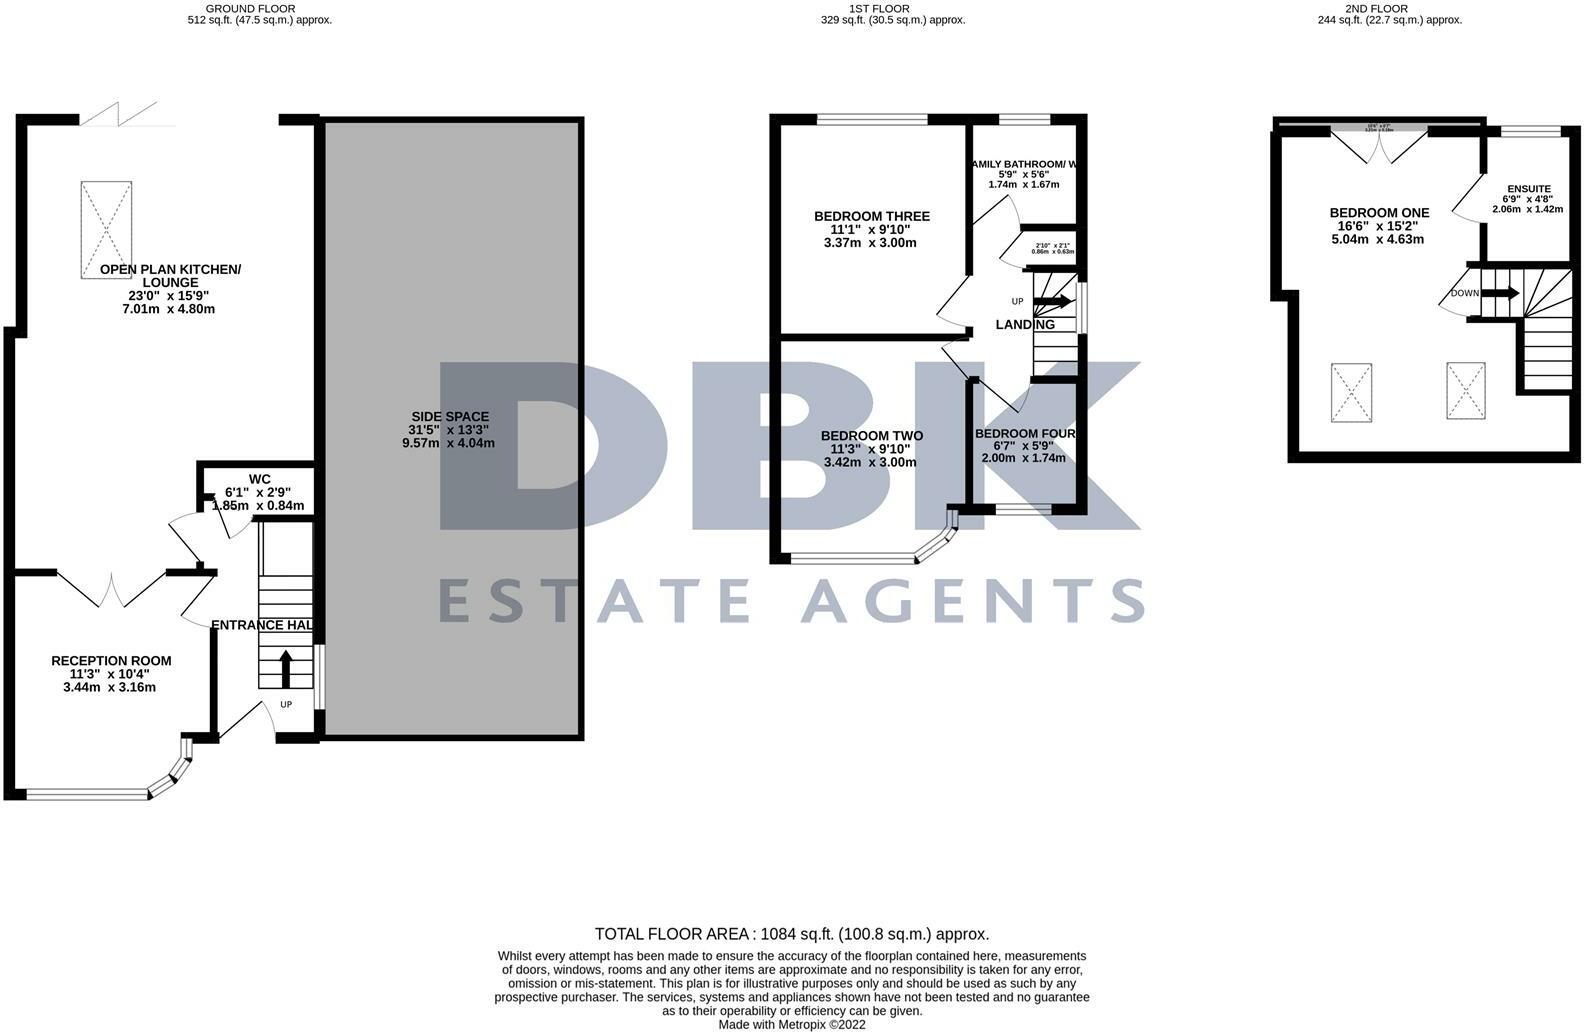 GROUND FLOOR
512 sq.ft. (47.5 sq.m.) approx.
1ST FLOOR
329 sq.ft. (30.5 sq.m.) approx.
2ND FLOOR
244 sq.ft. (22.7 sq.m.) approx.
OPEN PLAN KITCHEN/
LOUNGE
23'0" x 15'9"
7.01m x 4.80m
SIDE SPACE
31'5" x 13'3"
9.57m x 4.04m
WC
6'1" x 2'9"
1.85m x 0.84m
ENTRANCE HAL
RECEPTION ROOM
11'3" x 10'4"
3.44m x 3.16m
UP
BEDROOM THREE
11'1" x 9'10"
3.37m x 3.00m
AMILY BATHROOM/ W
5'9" x 5'6"
1.74m x 1.67m
2'10" x 2'1"
0.86m x 0.63m
UP
LANDING
BEDROOM TWO
11'3" x 9'10"
3.42m x 3.00m
BEDROOM FOUR
6'7" x 5'9"
2.00m x 1.74m
BEDROOM ONE
16'6" x 15'2"
5.04m x 4.63m
ENSUITE
6'9" x 4'8"
2.06m x 1.42m
DOWN
DBK
ESTATE AGENTS
TOTAL FLOOR AREA : 1084 sq.ft. (100.8 sq.m.) approx.
Whilst every attempt has been made to ensure the accuracy of the floorplan contained here, measurements
of doors, windows, rooms and any other items are approximate and no responsibility is taken for any error,
omission or mis-statement. This plan is for illustrative purposes only and should be used as such by any
prospective purchaser. The services, systems and appliances shown have not been tested and no guarantee
as to their operability or efficiency can be given.
Made with Metropix ©2022